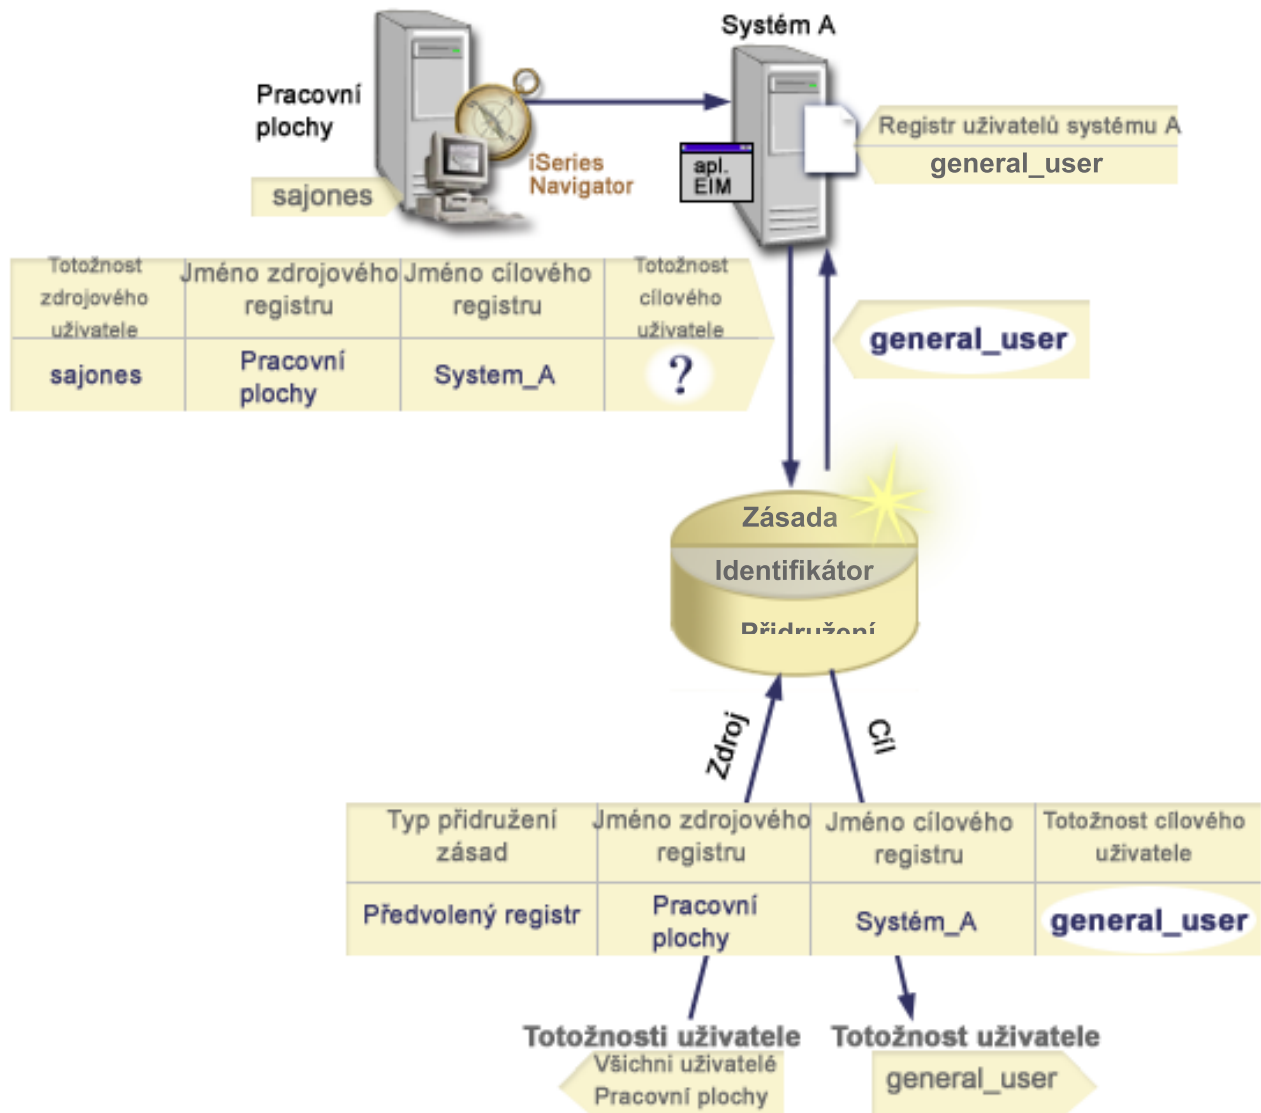 Systém A
Pracovní
plochy
iSeries
Navigator
sajones
apl.
EIM
Registr uživatelů systému A
general_user
Totožnost
zdrojového
uživatele
Jméno zdrojového
registru
Jméno cílového
registru
Totožnost
cílového
uživatele
sajones
Pracovní
plochy
System_A
?
general_user
Zásada
Identifikátor
Přidružení
Zdroj
Cíl
Typ přidružení
zásad
Jméno zdrojového
registru
Jméno cílového
registru
Totožnost cílového
uživatele
Předvolený registr
Pracovní
plochy
Systém_A
general_user
Totožnosti uživatele
Všichni uživatelé
Pracovní plochy
Totožnost uživatele
general_user